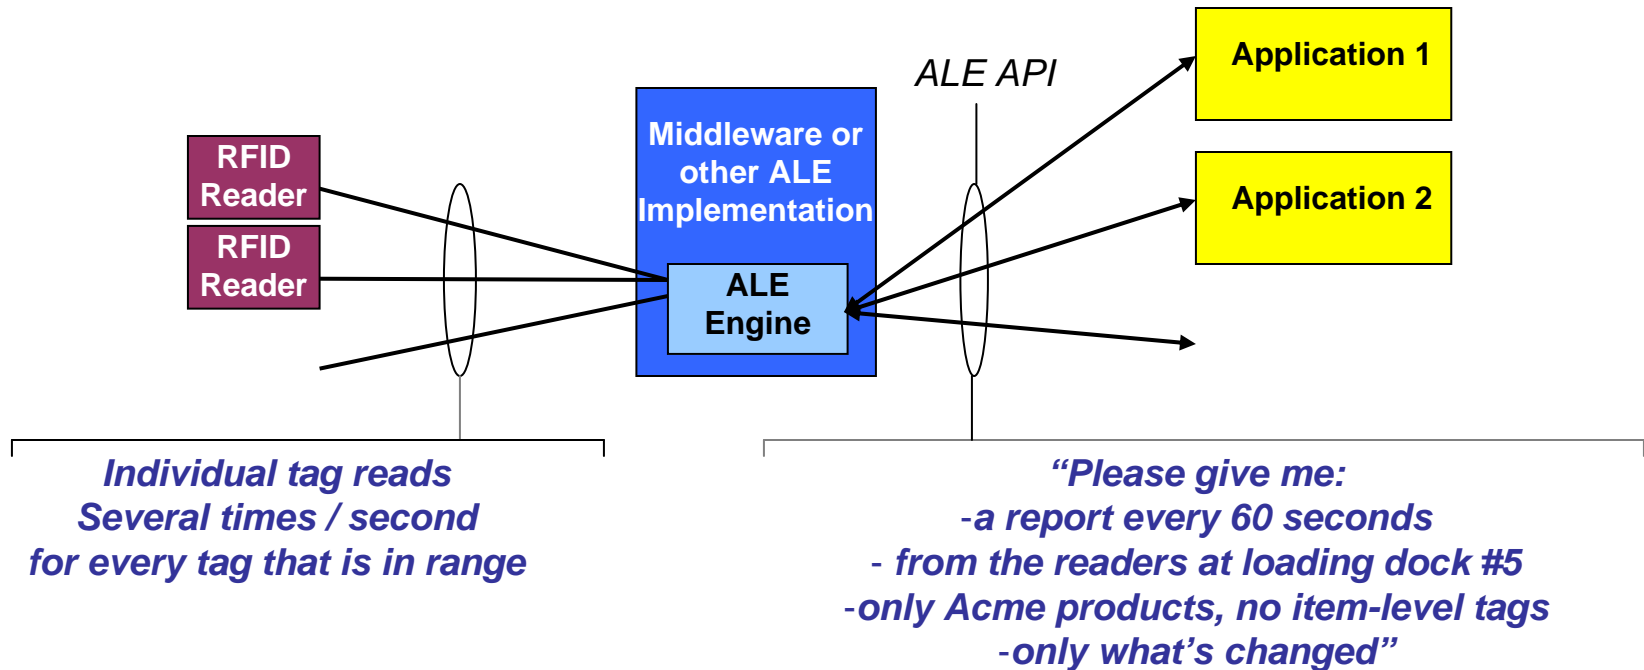 ALE API
Application 1
Middleware or
other ALE
Implementation
RFID
Reader
Application 2
RFID
Reader
ALE
Engine
Individual tag reads
Several times / second
for every tag that is in range
“Please give me:
-a report every 60 seconds
- from the readers at loading dock #5
-only Acme products, no item-level tags
-only what’s changed”